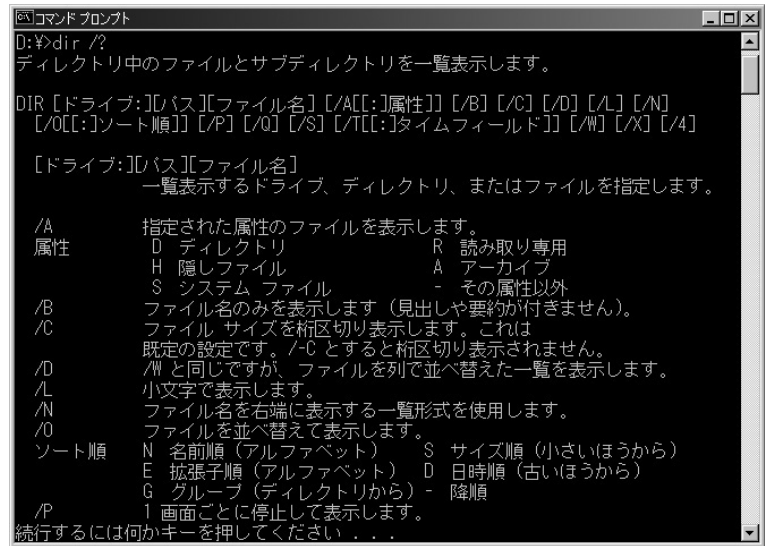 コマンド プロンプト
D:¥>dir /?
ディレクトリ中のファイルとサブディレクトリを一覧表示します。
DIR [ドライブ:][パス][ファイル名] [/A[[:]属性]] [/B] [/C] [/D] [/L] [/N]
[/O[[:]ソート順]] [/P] [/Q] [/S] [/T[[:]タイムフィールド]] [/W] [/X] [/4]
[ドライブ:][パス][ファイル名]
一覧表示するドライブ、ディレクトリ、またはファイルを指定します。
/A 指定された属性のファイルを表示します。
属性 D ディレクトリ R 読み取り専用
H 隠しファイル A アーカイブ
S システム ファイル - その属性以外
/B ファイル名のみを表示します (見出しや要約が付きません)。
/C ファイル サイズを桁区切り表示します。これは
既定の設定です。/-C とすると桁区切り表示されません。
/D /W と同じですが、ファイルを列で並べ替えた一覧を表示します。
/L 小文字で表示します。
/N ファイル名を右端に表示する一覧形式を使用します。
/O ファイルを並べ替えて表示します。
ソート順 N 名前順 (アルファベット) S サイズ順 (小さいほうから)
E 拡張子順 (アルファベット) D 日時順 (古いほうから)
G グループ (ディレクトリから) - 降順
/P 1 画面ごとに停止して表示します。
続行するには何かキーを押してください . . .